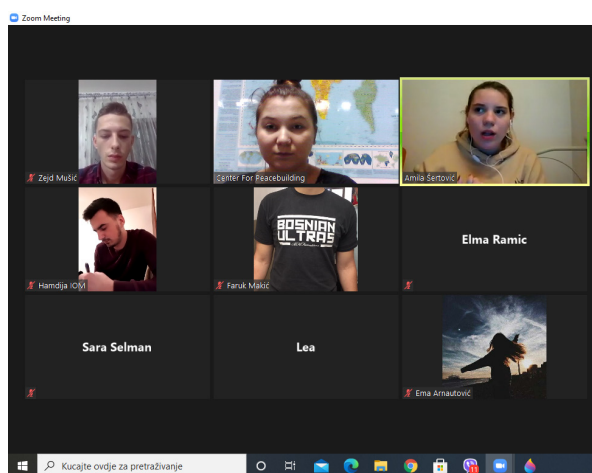 Zoom Meeting
Zejd Mušić
Center For Peacebuilding
Amila Šertović
Hamdija IOM
BOSNIAN
ULTRAS
Faruk Makić
Elma Ramic
Sara Selman
Lea
Ema Arnautović
Kucajte ovdje za pretraživanje